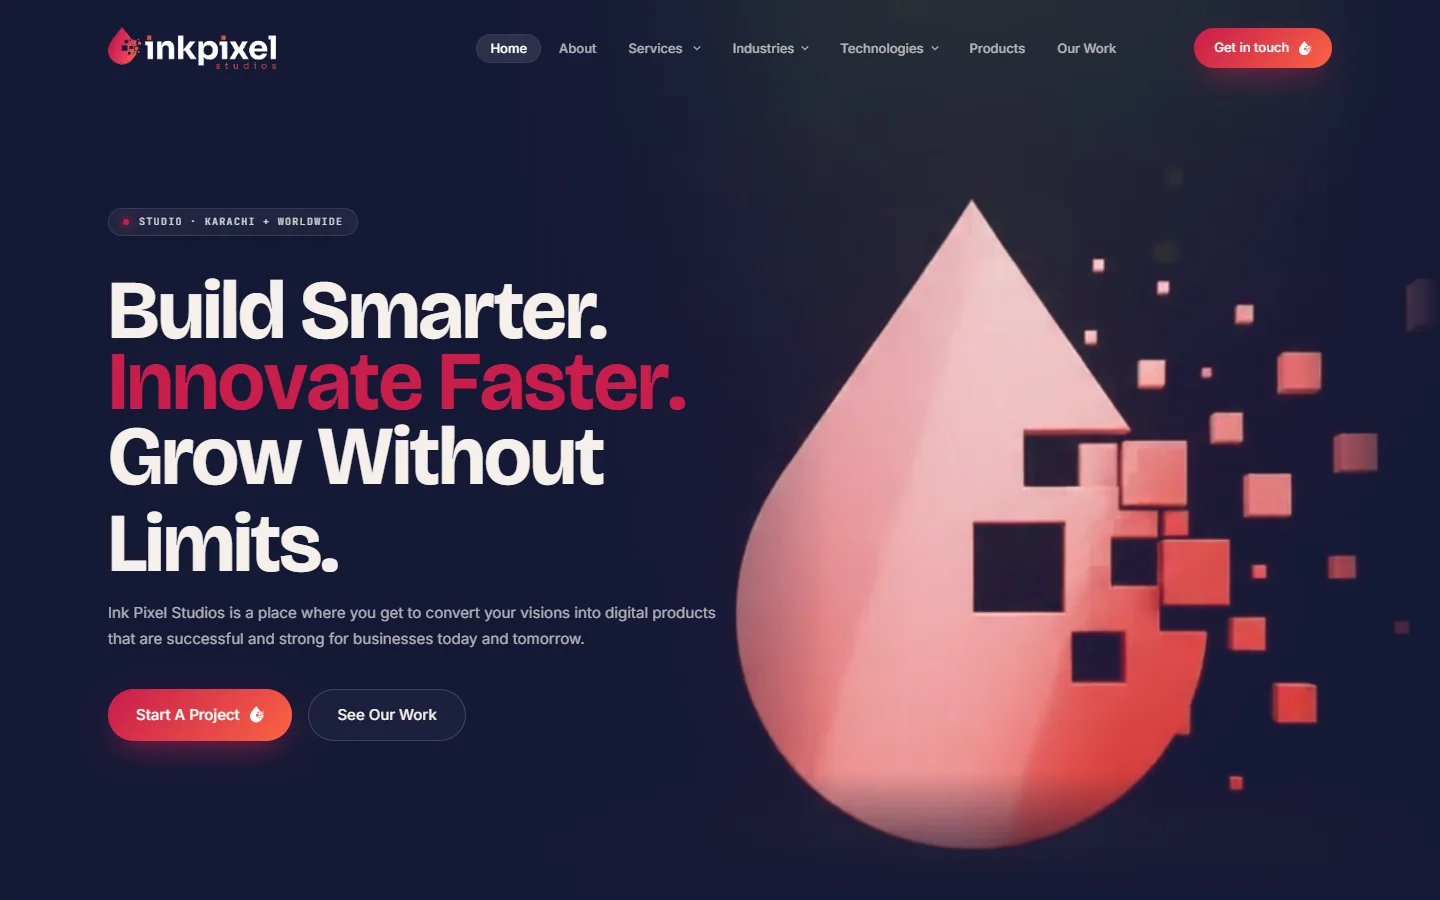 inkpixel
studios
Home
About
Services
Industries
Technologies
Products
Our Work
Get in touch
STUDIO · KARACHI + WORLDWIDE
Build Smarter.
Innovate Faster.
Grow Without
Limits.
Ink Pixel Studios is a place where you get to convert your visions into digital products
that are successful and strong for businesses today and tomorrow.
Start A Project
See Our Work